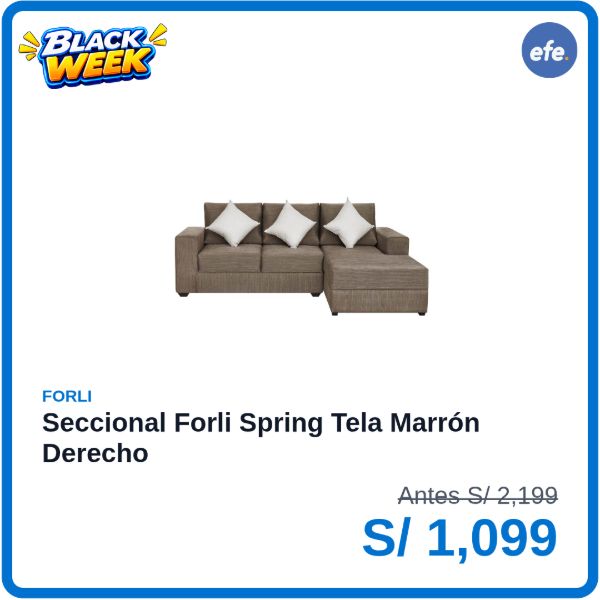 BLACK
WEEK
efe.
FORLI
Seccional Forli Spring Tela Marrón
Derecho
Antes S/ 2,199
S/ 1,099